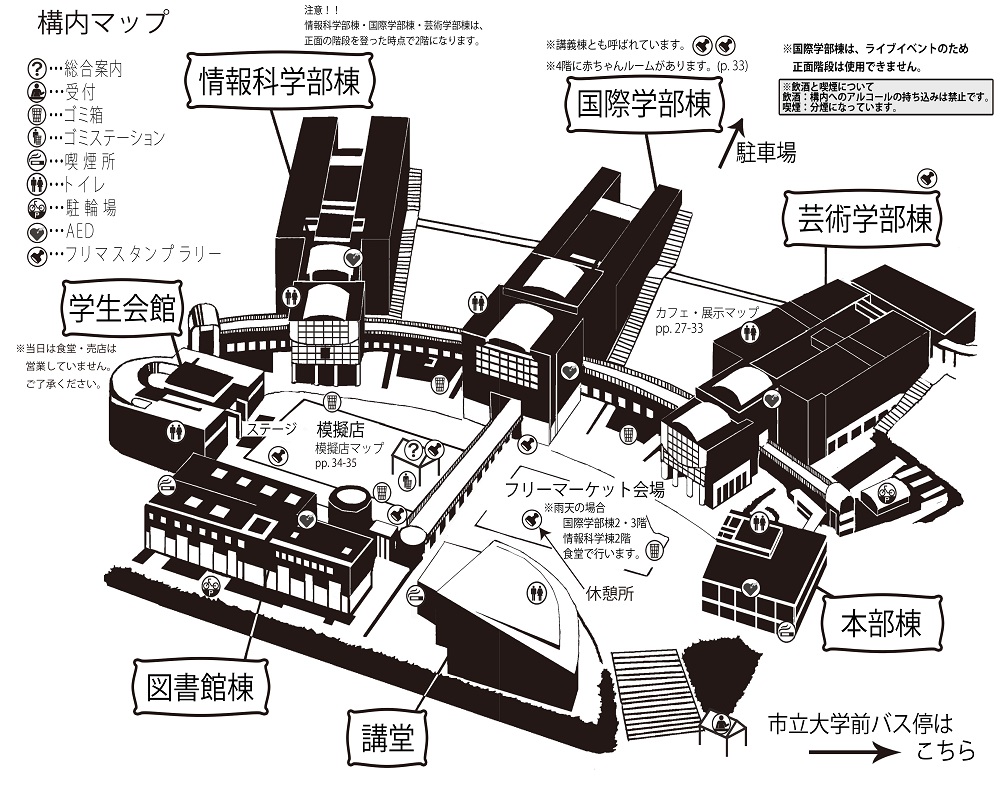 構内マップ
?…総合案内
…受付
…ゴミ箱
…ゴミステーション
…喫煙所
…トイレ
P…駐輪場
…AED
…フリマスタンプラリー
注意！！
情報科学部棟・国際学部棟・芸術学部棟は、
正面の階段を登った時点で2階になります。
情報科学部棟
※講義棟とも呼ばれています。
※4階に赤ちゃんルームがあります。(p. 33)
国際学部棟
駐車場
※国際学部棟は、ライブイベントのため
正面階段は使用できません。
※飲酒と喫煙について
飲酒：構内へのアルコールの持ち込みは禁止です。
喫煙：分煙になっています。
芸術学部棟
学生会館
※当日は食堂・売店は
営業していません。
ご了承ください。
カフェ・展示マップ
pp. 27-33
ステージ
模擬店
模擬店マップ
pp. 34-35
?
フリーマーケット会場
※雨天の場合
国際学部棟2・3階
情報科学棟2階
食堂で行います。
休憩所
P
P
本部棟
図書館棟
講堂
市立大学前バス停は
こちら